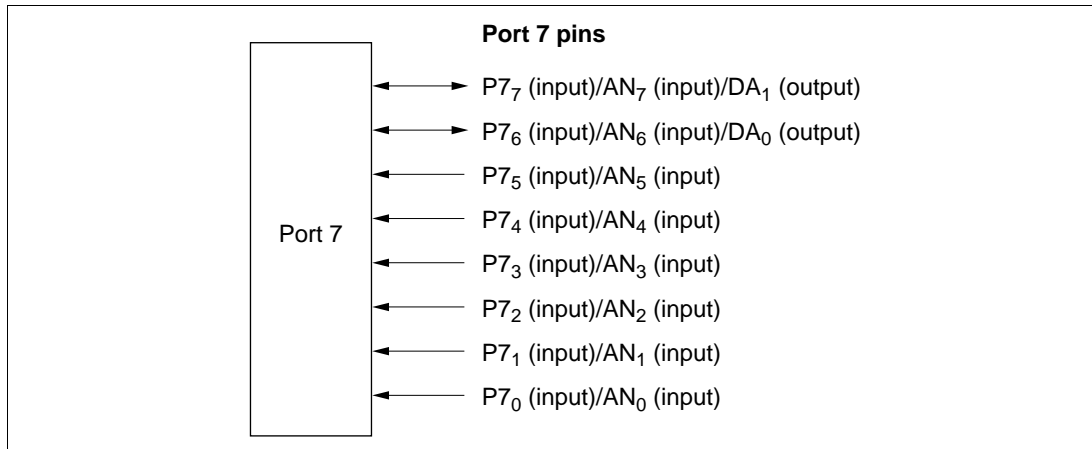 Port 7 pins
P7₇ (input)/AN₇ (input)/DA₁ (output)
P7₆ (input)/AN₆ (input)/DA₀ (output)
P7₅ (input)/AN₅ (input)
P7₄ (input)/AN₄ (input)
Port 7
P7₃ (input)/AN₃ (input)
P7₂ (input)/AN₂ (input)
P7₁ (input)/AN₁ (input)
P7₀ (input)/AN₀ (input)